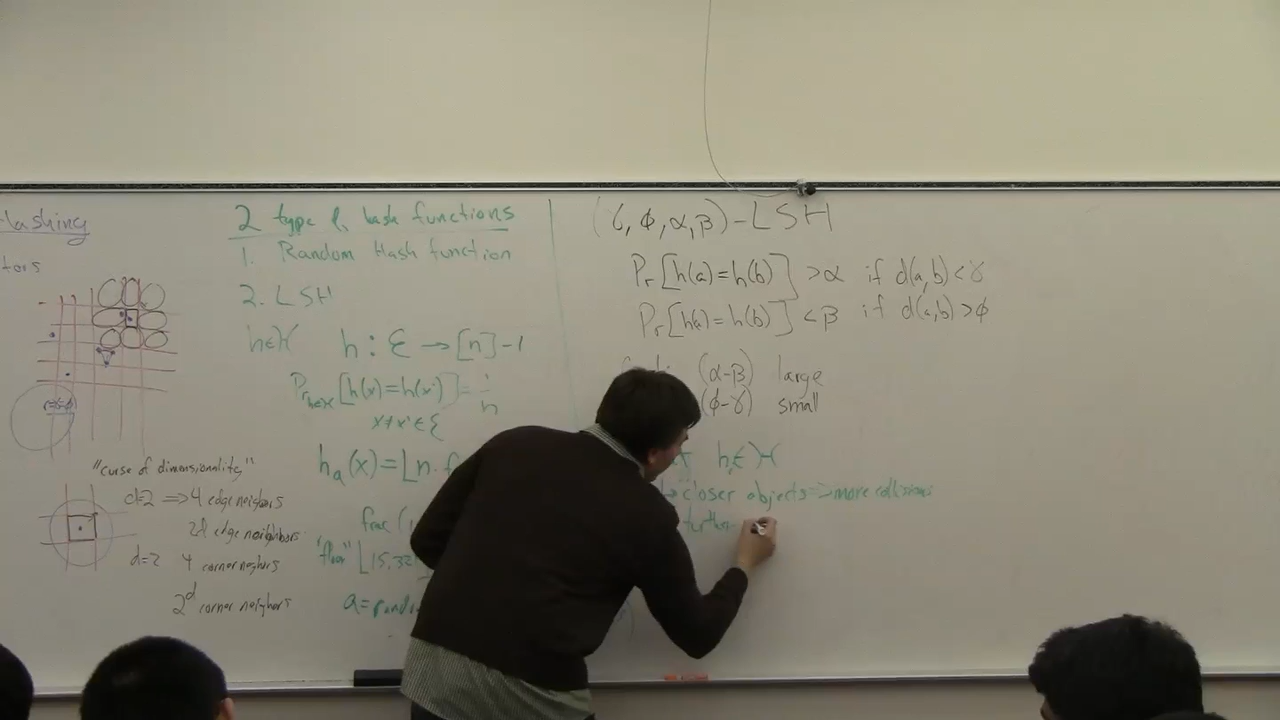 Hashing
tors
"curse of dimensionality"
d=2 => 4 edge neighbors
2d edge neighbors
d=2 4 corner neighbors
2^d corner neighbors
2 type of hash functions
1. Random Hash function
2. LSH
h∈H h : Ɛ → [n]-1
Pr h∈H [h(x)=h(x')] = 1/n
x≠x'∈Ɛ
h_a(x)=⌊n·f
frac(
"floor" ⌊15.32
a=rand
(γ, ϕ, α, β)-LSH
Pr[h(a)=h(b)] >α if d(a,b)<γ
Pr[h(a)=h(b)] <β if d(a,b)>ϕ
(α-β) large
(ϕ-γ) small
h∈H
↳ closer objects => more collisions
further